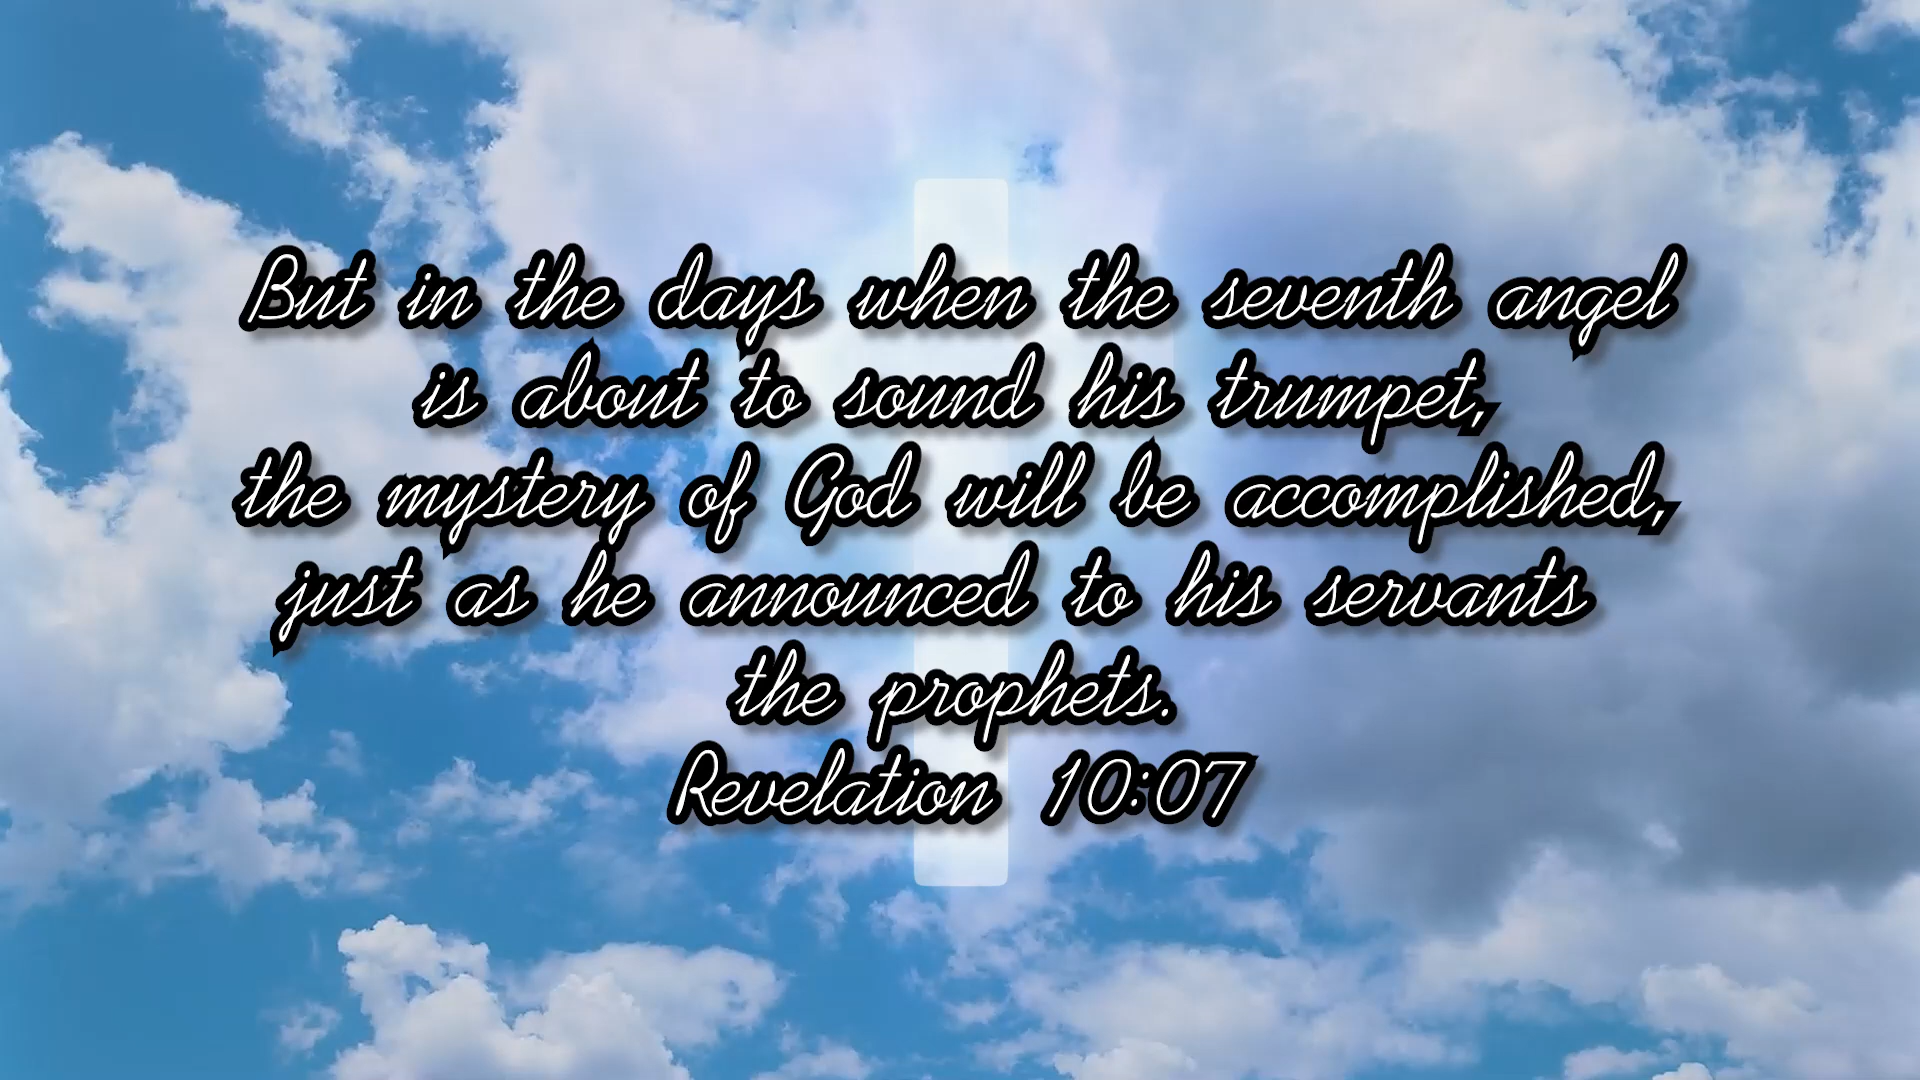 But in the days when the seventh angel
is about to sound his trumpet,
the mystery of God will be accomplished,
just as he announced to his servants
the prophets.
Revelation 10:07